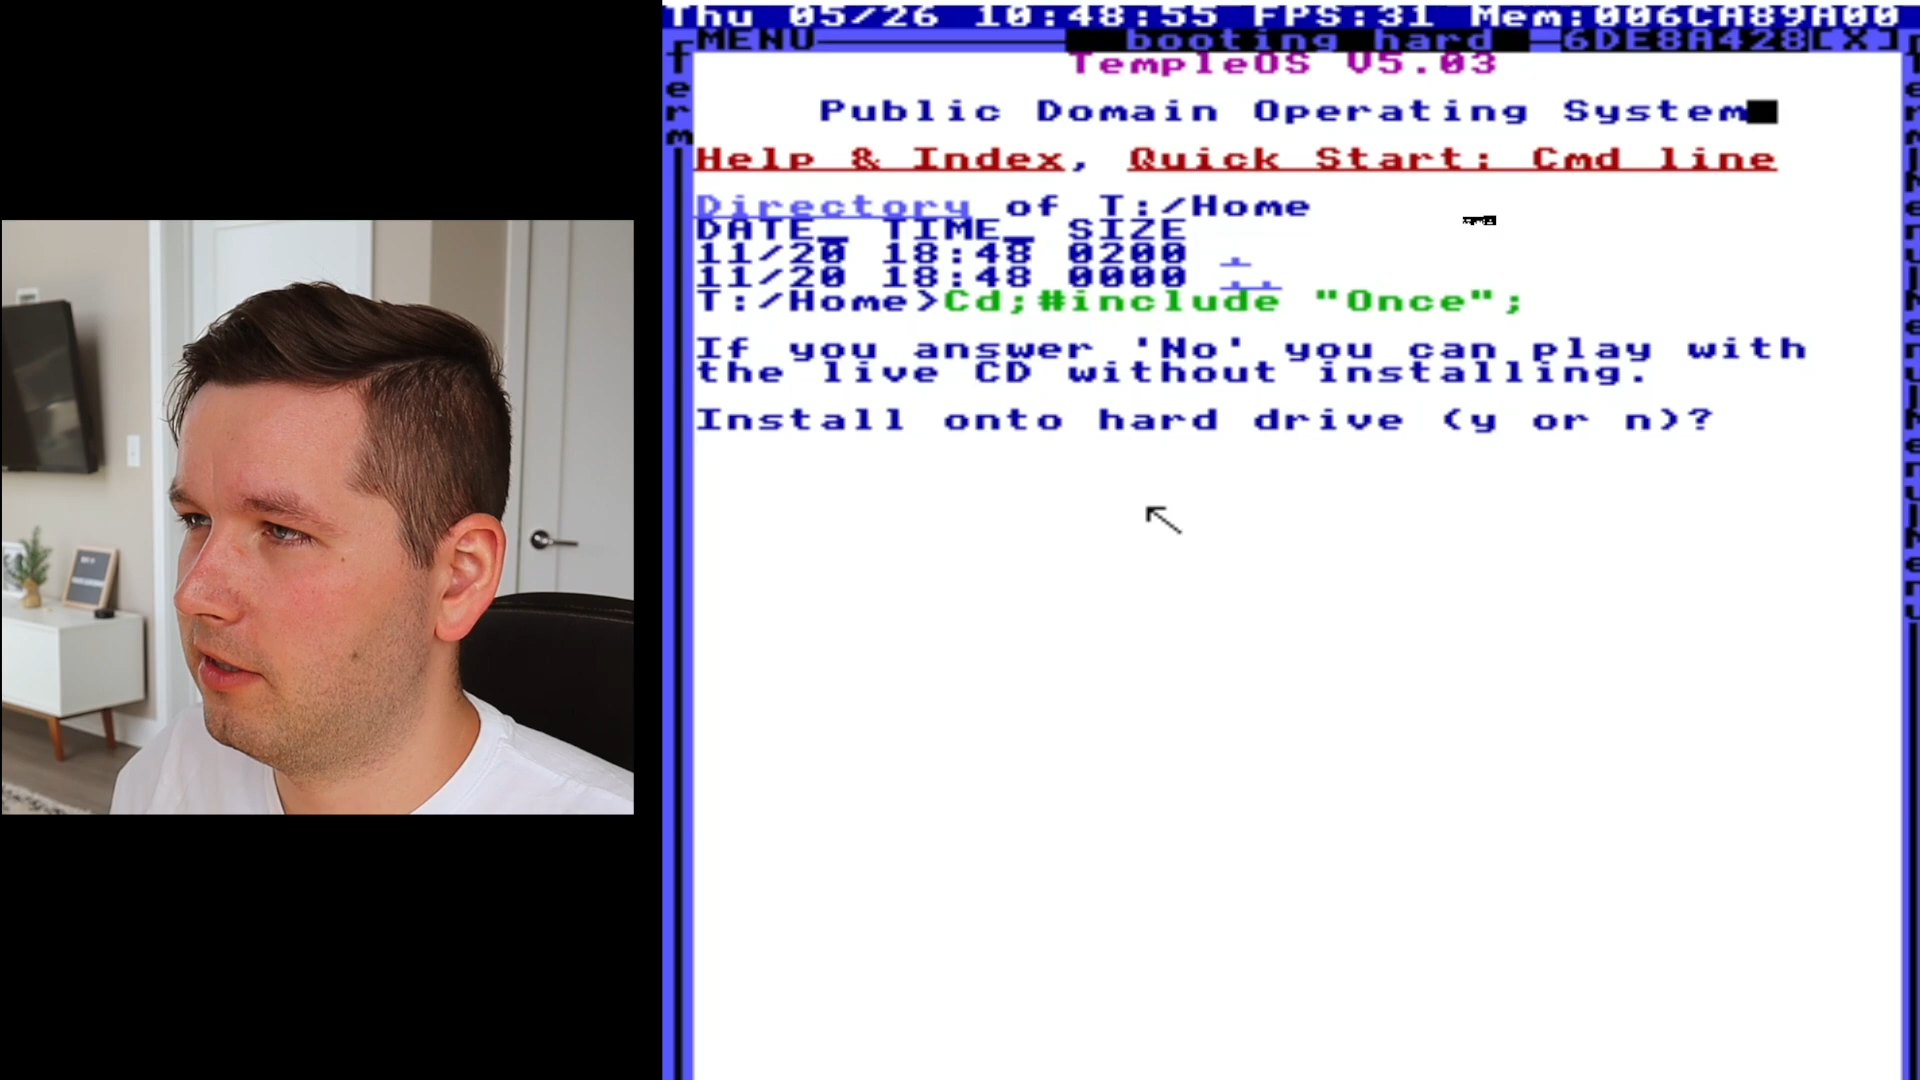 Thu 05/26 10:48:55 FPS:31 Mem:006CA89A00
MENU booting hard 6DE8A428[X]
Term
TempleOS V5.03
Public Domain Operating System
Help & Index, Quick Start: Cmd line
Directory of T:/Home
DATE_ TIME_ SIZE
11/20 18:48 0200 .
11/20 18:48 0000 ..
T:/Home>Cd;#include "Once";
If you answer 'No' you can play with
the live CD without installing.
Install onto hard drive (y or n)?